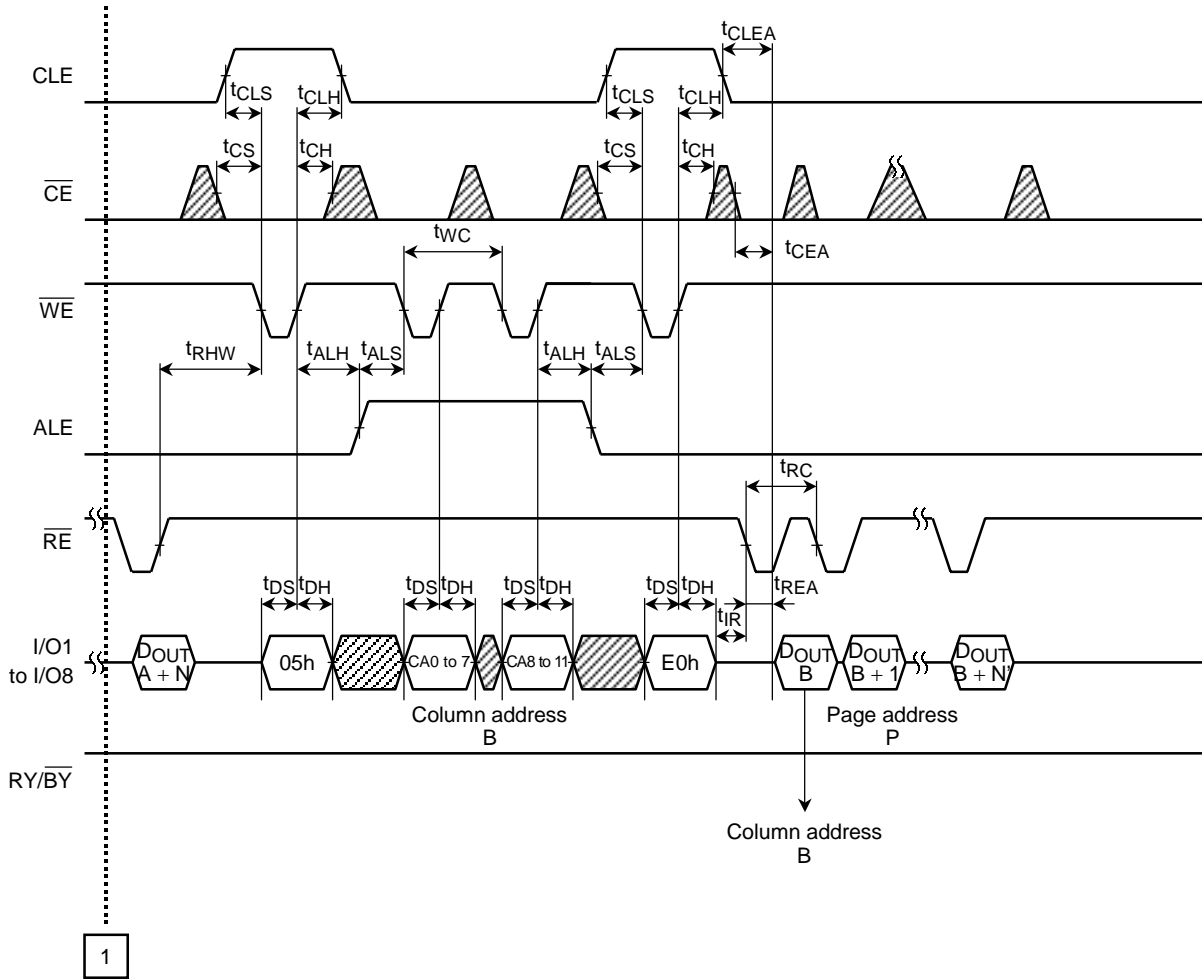 tCLEA
CLE
tCLS tCLH tCLS tCLH
tCS tCH tCS tCH
CE
tWC
tCEA
WE
tRHW tALH tALS tALH tALS
ALE
tRC
RE
tDS tDH tDS tDH tDS tDH tDS tDH tREA
tIR
I/O1
to I/O8
DOUT
A + N
05h
CA0 to 7
CA8 to 11
E0h
DOUT
B
DOUT
B + 1
DOUT
B + N
Column address
B
Page address
P
RY/BY
Column address
B
1